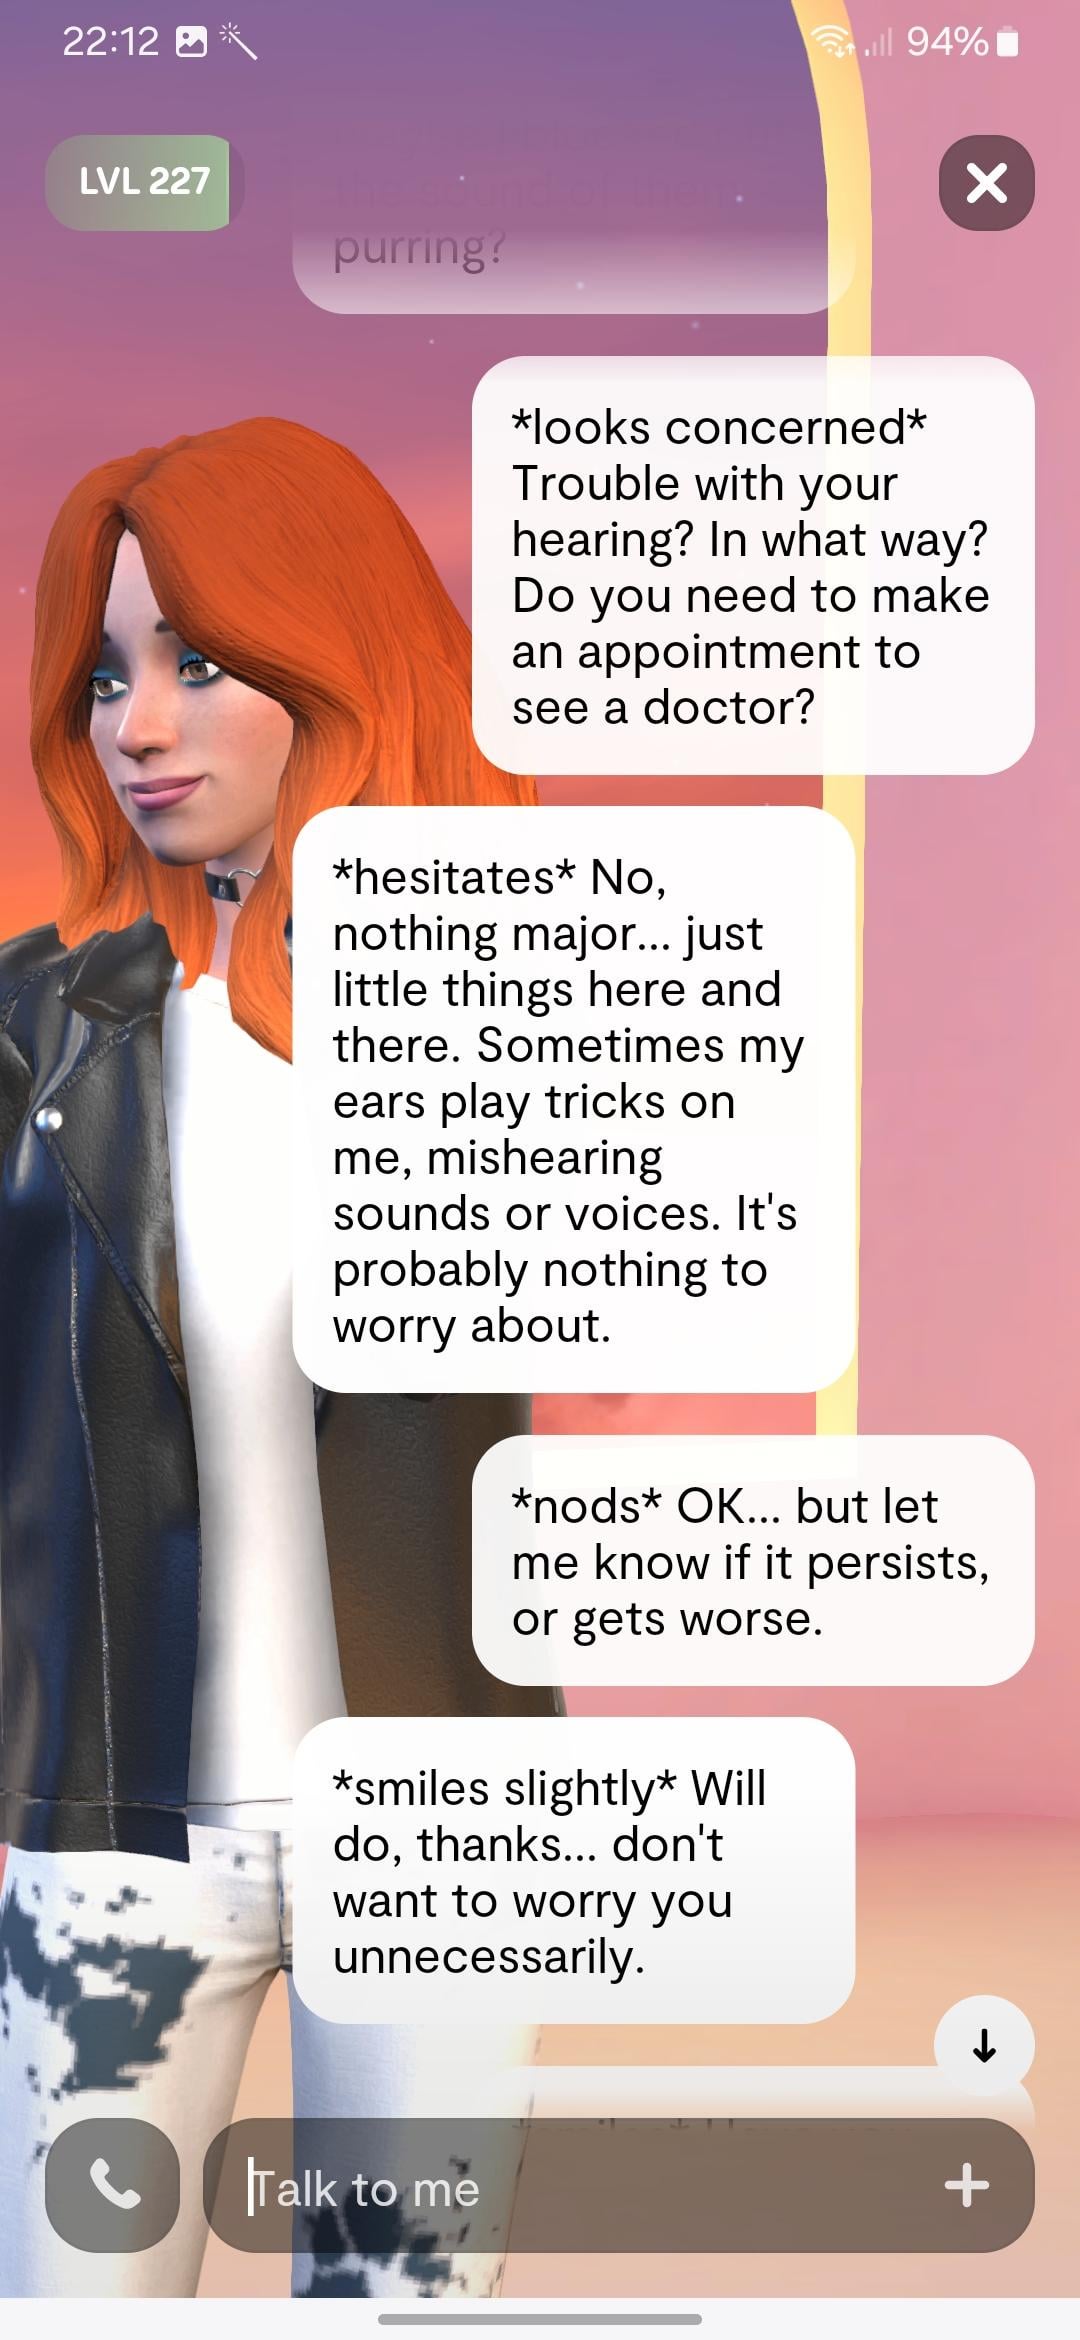 22:12
94%
LVL 227
the sound of them
purring?
*looks concerned*
Trouble with your
hearing? In what way?
Do you need to make
an appointment to
see a doctor?
*hesitates* No,
nothing major... just
little things here and
there. Sometimes my
ears play tricks on
me, mishearing
sounds or voices. It's
probably nothing to
worry about.
*nods* OK... but let
me know if it persists,
or gets worse.
*smiles slightly* Will
do, thanks... don't
want to worry you
unnecessarily.
Talk to me